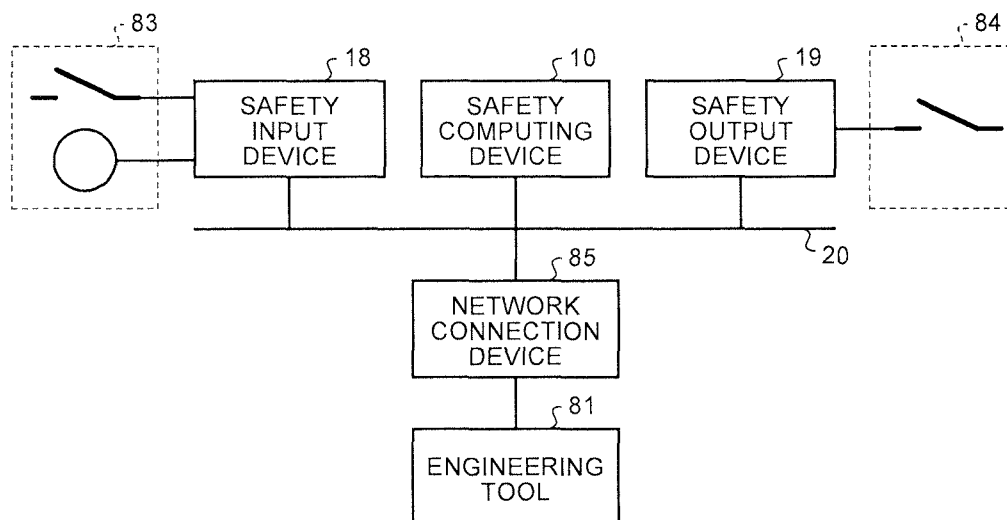 83
84
18
SAFETY
INPUT
DEVICE
10
SAFETY
COMPUTING
DEVICE
19
SAFETY
OUTPUT
DEVICE
20
85
NETWORK
CONNECTION
DEVICE
81
ENGINEERING
TOOL